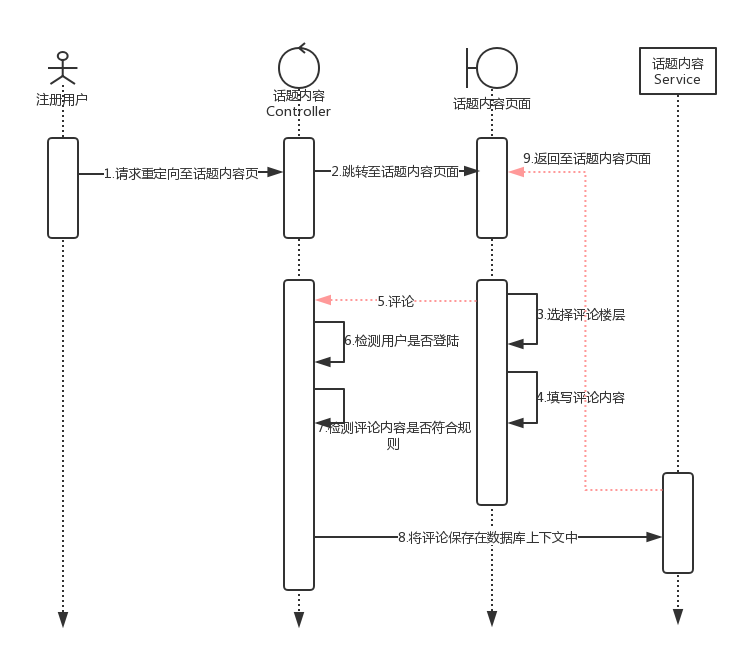 注册用户
话题内容
Controller
话题内容页面
话题内容
Service
1.请求重定向至话题内容页
2.跳转至话题内容页面
9.返回至话题内容页面
5.评论
3.选择评论楼层
6.检测用户是否登陆
4.填写评论内容
7.检测评论内容是否符合规
则
8.将评论保存在数据库上下文中